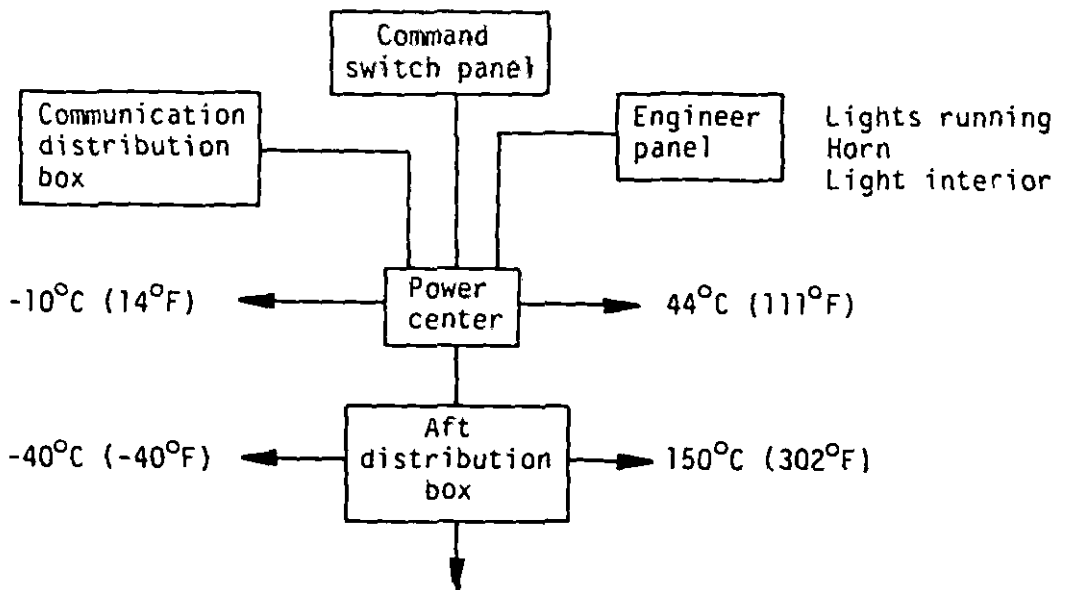 Command
switch panel
Communication
distribution
box
Engineer
panel
Lights running
Horn
Light interior
-10°C (14°F)
Power
center
44°C (111°F)
-40°C (-40°F)
Aft
distribution
box
150°C (302°F)